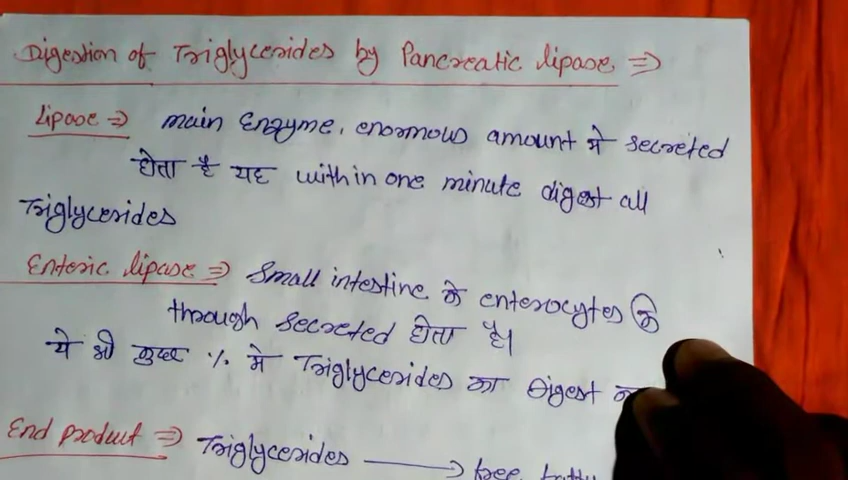 Digestion of Triglycerides by Pancreatic lipase ⇒
Lipase ⇒ main Enzyme, enormous amount मे secreted
होता है यह within one minute digest all
Triglycerides
Enteric lipase ⇒ Small intestine के enterocytes कि
through secreted होता है।
ये भी कुछ % मे Triglycerides का Digest
End product ⇒ Triglycerides → free fatty